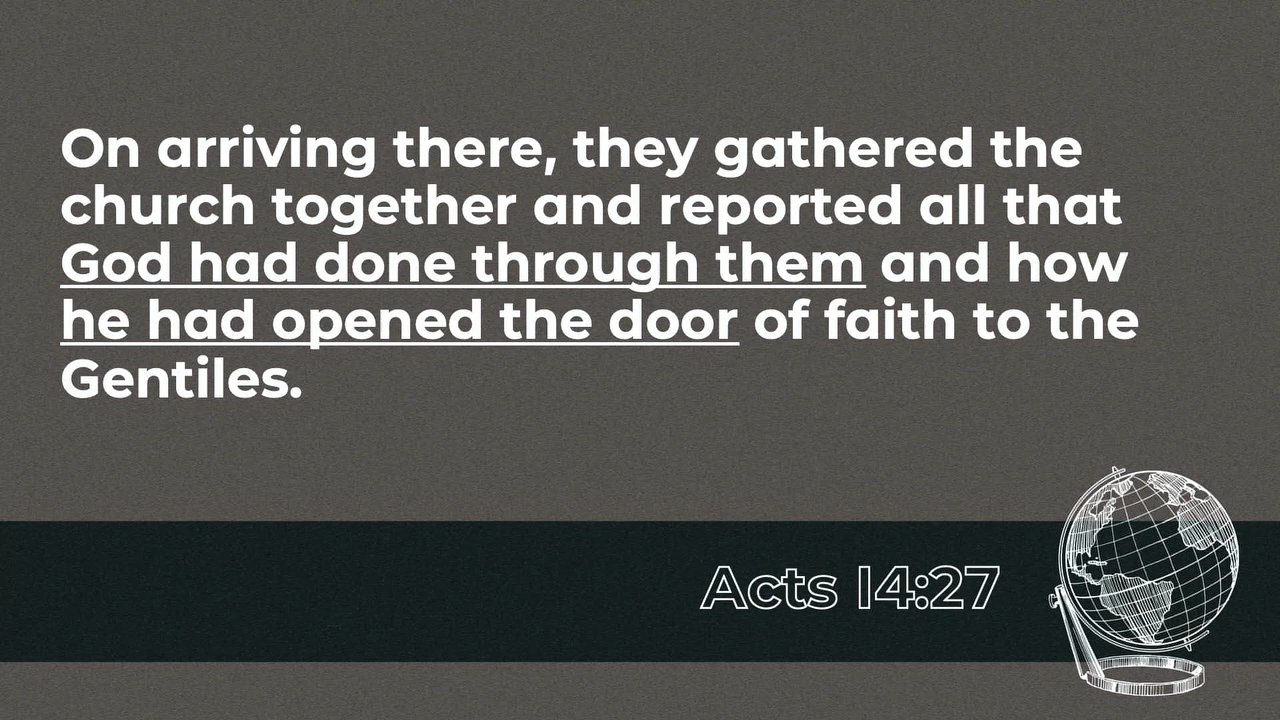 On arriving there, they gathered the
church together and reported all that
God had done through them and how
he had opened the door of faith to the
Gentiles.
Acts 14:27